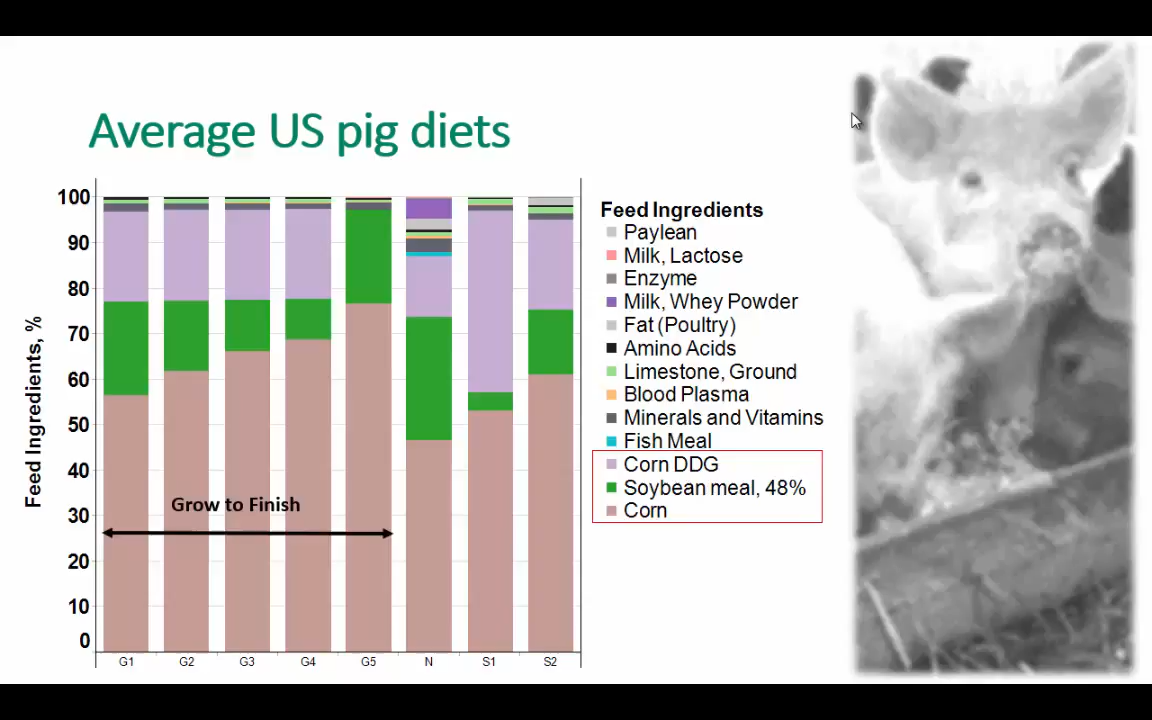 Average US pig diets
Feed Ingredients, %
100
90
80
70
60
50
40
30
20
10
0
Grow to Finish
G1 G2 G3 G4 G5 N S1 S2
Feed Ingredients
Paylean
Milk, Lactose
Enzyme
Milk, Whey Powder
Fat (Poultry)
Amino Acids
Limestone, Ground
Blood Plasma
Minerals and Vitamins
Fish Meal
Corn DDG
Soybean meal, 48%
Corn